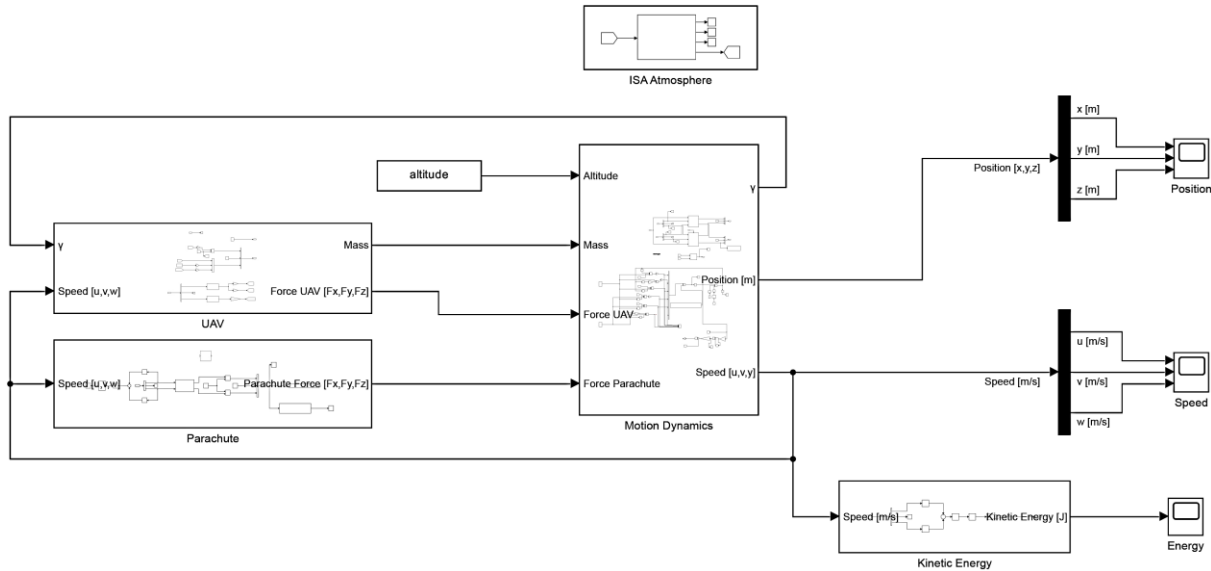 ISA Atmosphere
altitude
Altitude
Mass
Force UAV
Force Parachute
γ
Position [m]
Speed [u,v,y]
Motion Dynamics
γ
Speed [u,v,w]
Mass
Force UAV [Fx,Fy,Fz]
UAV
Speed [u,v,w]
Parachute Force [Fx,Fy,Fz]
Parachute
Position [x,y,z]
x [m]
y [m]
z [m]
Position
Speed [m/s]
u [m/s]
v [m/s]
w [m/s]
Speed
Speed [m/s]
Kinetic Energy [J]
Kinetic Energy
Energy